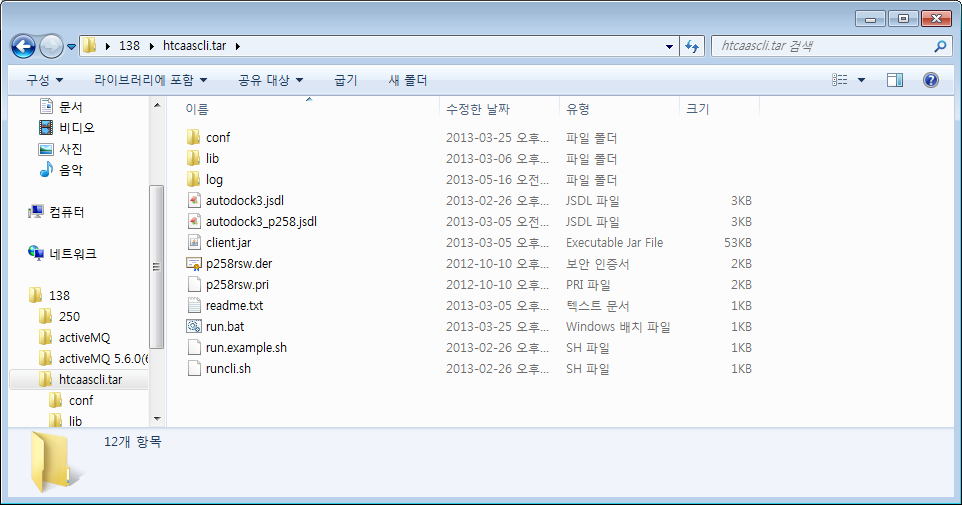 138 htcaascli.tar
htcaascli.tar 검색
구성 라이브러리에 포함 공유 대상 굽기 새 폴더
문서
비디오
사진
음악
컴퓨터
네트워크
138
250
activeMQ
activeMQ 5.6.0(6
htcaascli.tar
conf
lib
이름 수정한 날짜 유형 크기
conf 2013-03-25 오후... 파일 폴더
lib 2013-03-06 오후... 파일 폴더
log 2013-05-16 오전... 파일 폴더
autodock3.jsdl 2013-02-26 오후... JSDL 파일 3KB
autodock3_p258.jsdl 2013-03-05 오전... JSDL 파일 3KB
client.jar 2013-03-05 오후... Executable Jar File 53KB
p258rsw.der 2012-10-10 오후... 보안 인증서 2KB
p258rsw.pri 2012-10-10 오후... PRI 파일 2KB
readme.txt 2013-03-05 오후... 텍스트 문서 1KB
run.bat 2013-03-25 오후... Windows 배치 파일 1KB
run.example.sh 2013-02-26 오후... SH 파일 1KB
runcli.sh 2013-02-26 오후... SH 파일 1KB
12개 항목